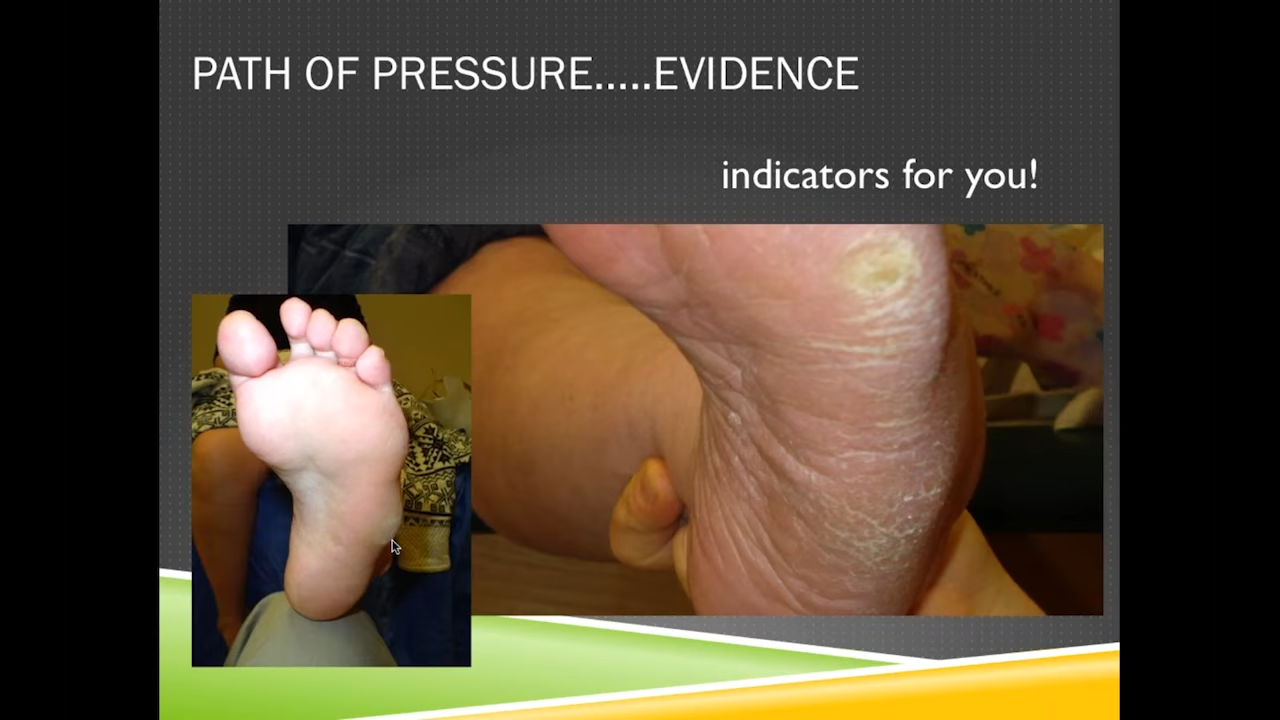 PATH OF PRESSURE.....EVIDENCE
indicators for you!